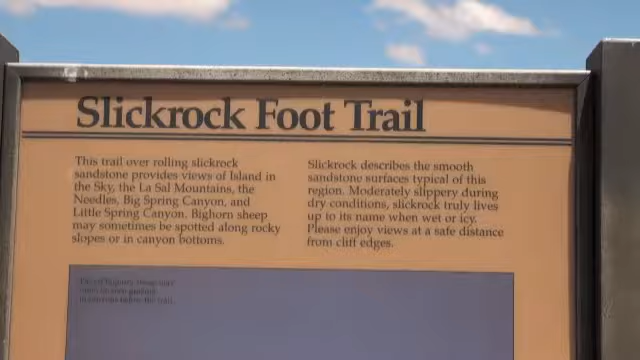 Slickrock Foot Trail
This trail over rolling slickrock
sandstone provides views of Island in
the Sky, the La Sal Mountains, the
Needles, Big Spring Canyon, and
Little Spring Canyon. Bighorn sheep
may sometimes be spotted along rocky
slopes or in canyon bottoms.
Slickrock describes the smooth
sandstone surfaces typical of this
region. Moderately slippery during
dry conditions, slickrock truly lives
up to its name when wet or icy.
Please enjoy views at a safe distance
from cliff edges.